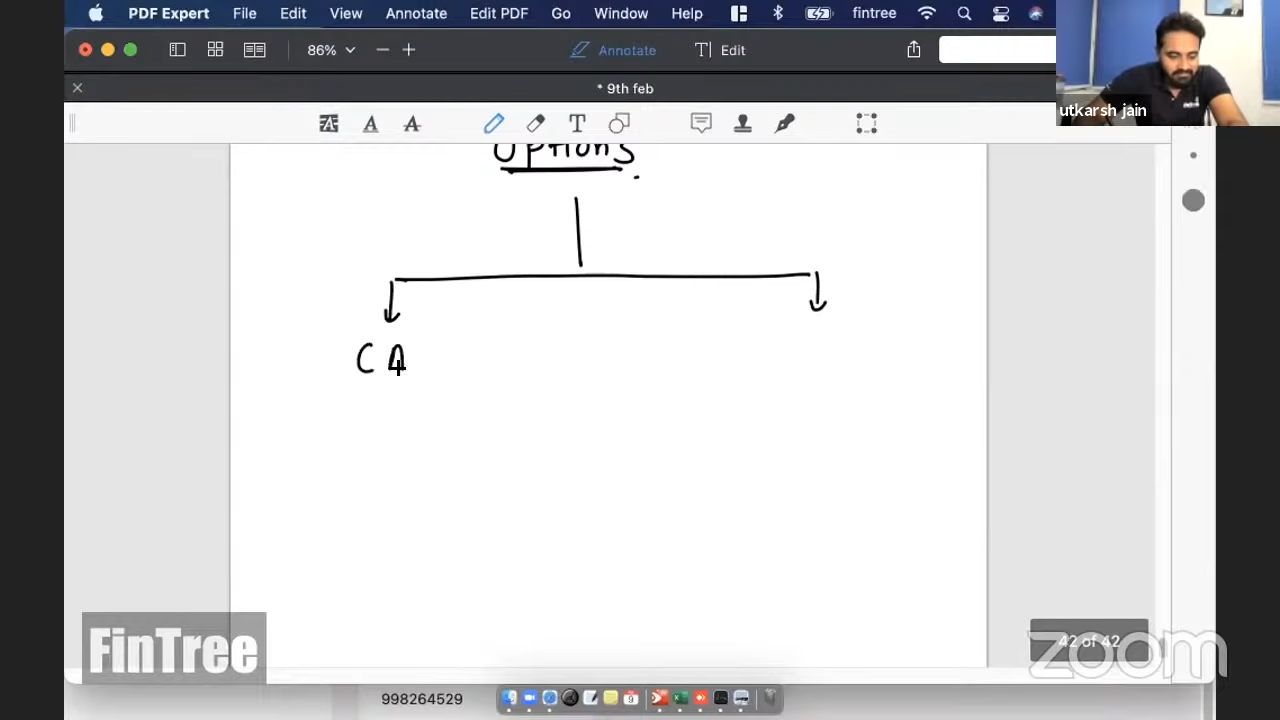 PDF Expert File Edit View Annotate Edit PDF Go Window Help fintree
86% Annotate Edit
* 9th feb
utkarsh jain
Options
CA
FinTree
42 of 42
zoom
998264529